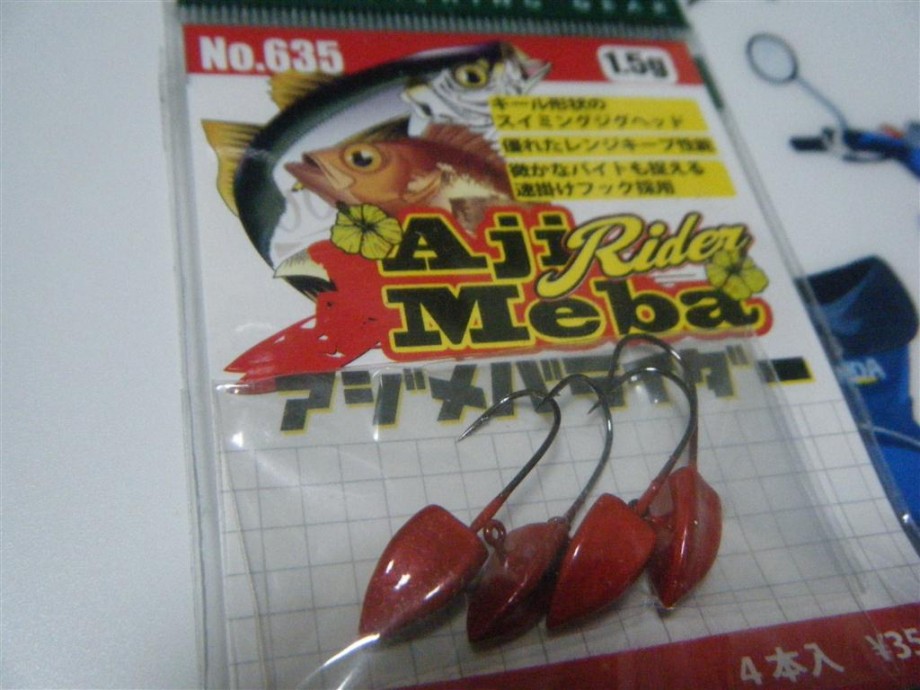 No.635
1.5g
キール形状の
スイミングジグヘッド
優れたレンジキープ性能
微かなバイトも捉える
速掛けフック採用
Aji Rider
Meba
アジメバライダー
4本入 ¥35